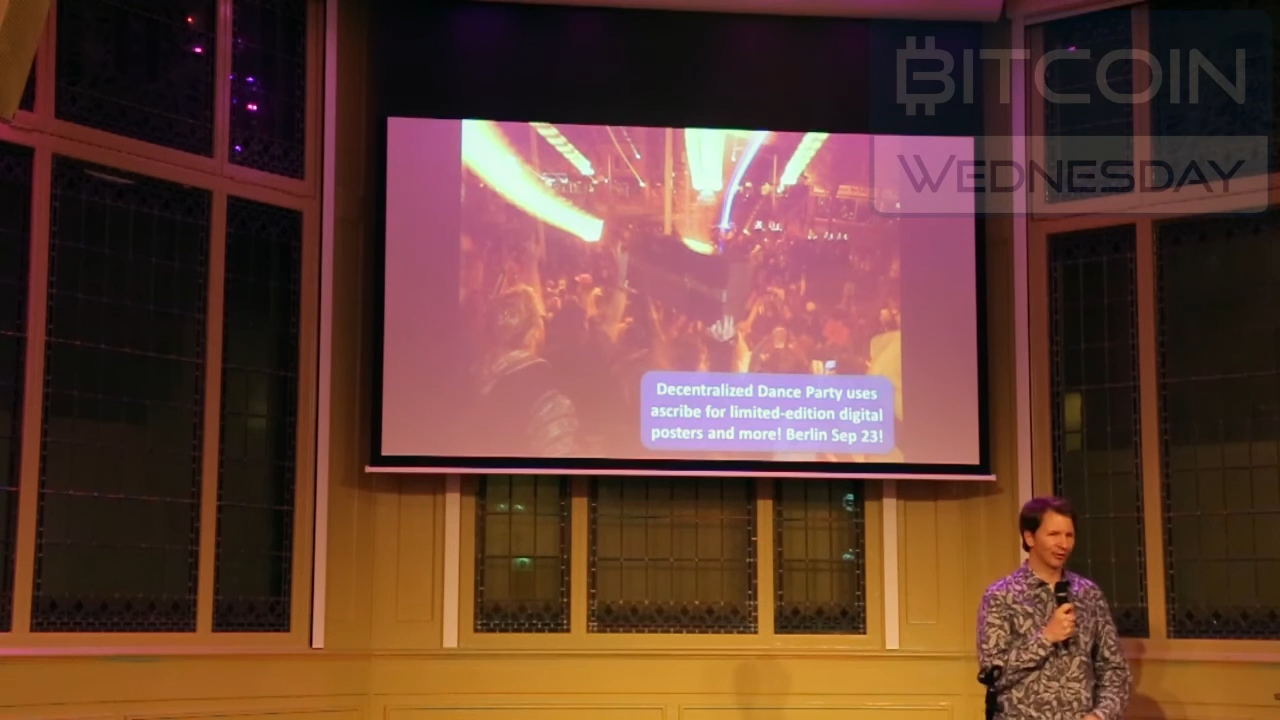 BITCOIN
WEDNESDAY
Decentralized Dance Party uses
ascribe for limited-edition digital
posters and more! Berlin Sep 23!